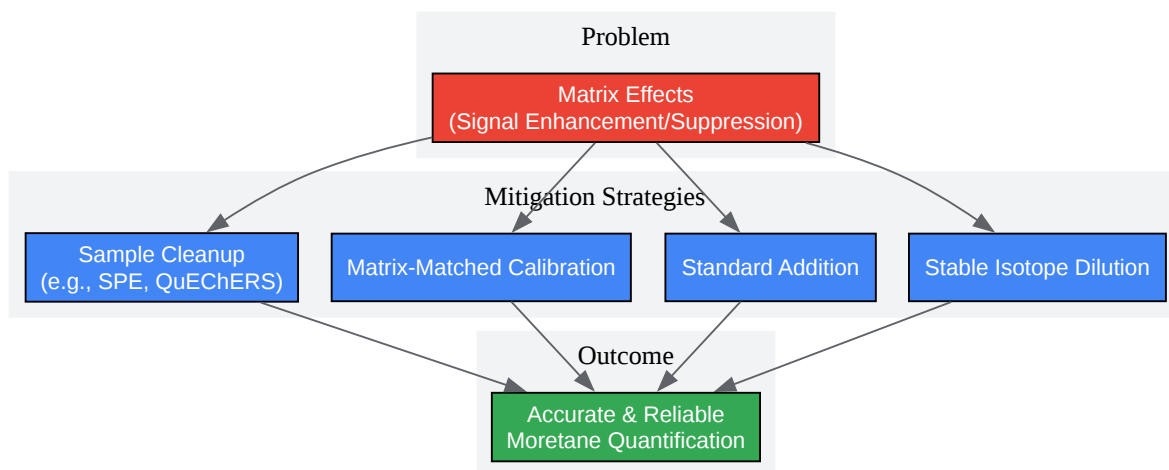 Problem
Matrix Effects
(Signal Enhancement/Suppression)
Mitigation Strategies
Sample Cleanup
(e.g., SPE, QuEChERS)
Matrix-Matched Calibration
Standard Addition
Stable Isotope Dilution
Outcome
Accurate & Reliable
Moretane Quantification